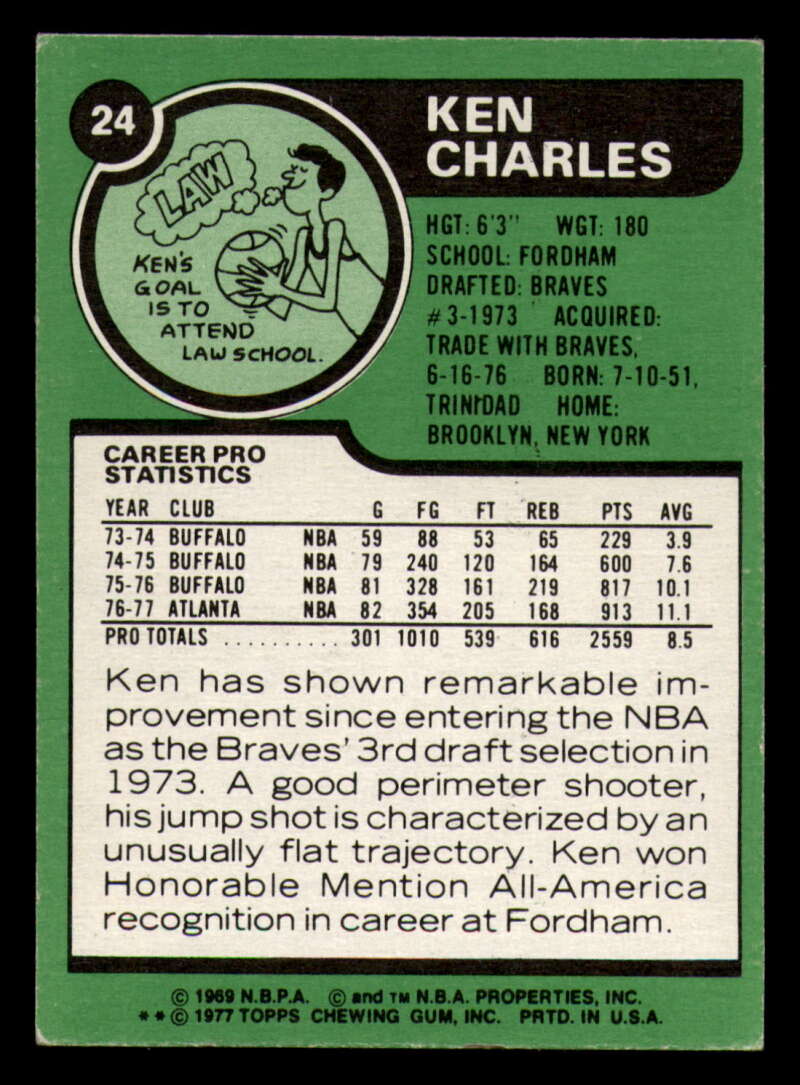 24
KEN
CHARLES
LAW
KEN'S
GOAL
IS TO
ATTEND
LAW SCHOOL.
HGT: 6'3" WGT: 180
SCHOOL: FORDHAM
DRAFTED: BRAVES
#3-1973 ACQUIRED:
TRADE WITH BRAVES,
6-16-76 BORN: 7-10-51,
TRINIDAD HOME:
BROOKLYN, NEW YORK
CAREER PRO
STATISTICS
YEAR CLUB G FG FT REB PTS AVG
73-74 BUFFALO NBA 59 88 53 65 229 3.9
74-75 BUFFALO NBA 79 240 120 164 600 7.6
75-76 BUFFALO NBA 81 328 161 219 817 10.1
76-77 ATLANTA NBA 82 354 205 168 913 11.1
PRO TOTALS .......... 301 1010 539 616 2559 8.5
Ken has shown remarkable im-
provement since entering the NBA
as the Braves' 3rd draft selection in
1973. A good perimeter shooter,
his jump shot is characterized by an
unusually flat trajectory. Ken won
Honorable Mention All-America
recognition in career at Fordham.
© 1969 N.B.P.A. © and TM N.B.A. PROPERTIES, INC.
**© 1977 TOPPS CHEWING GUM, INC. PRTD. IN U.S.A.